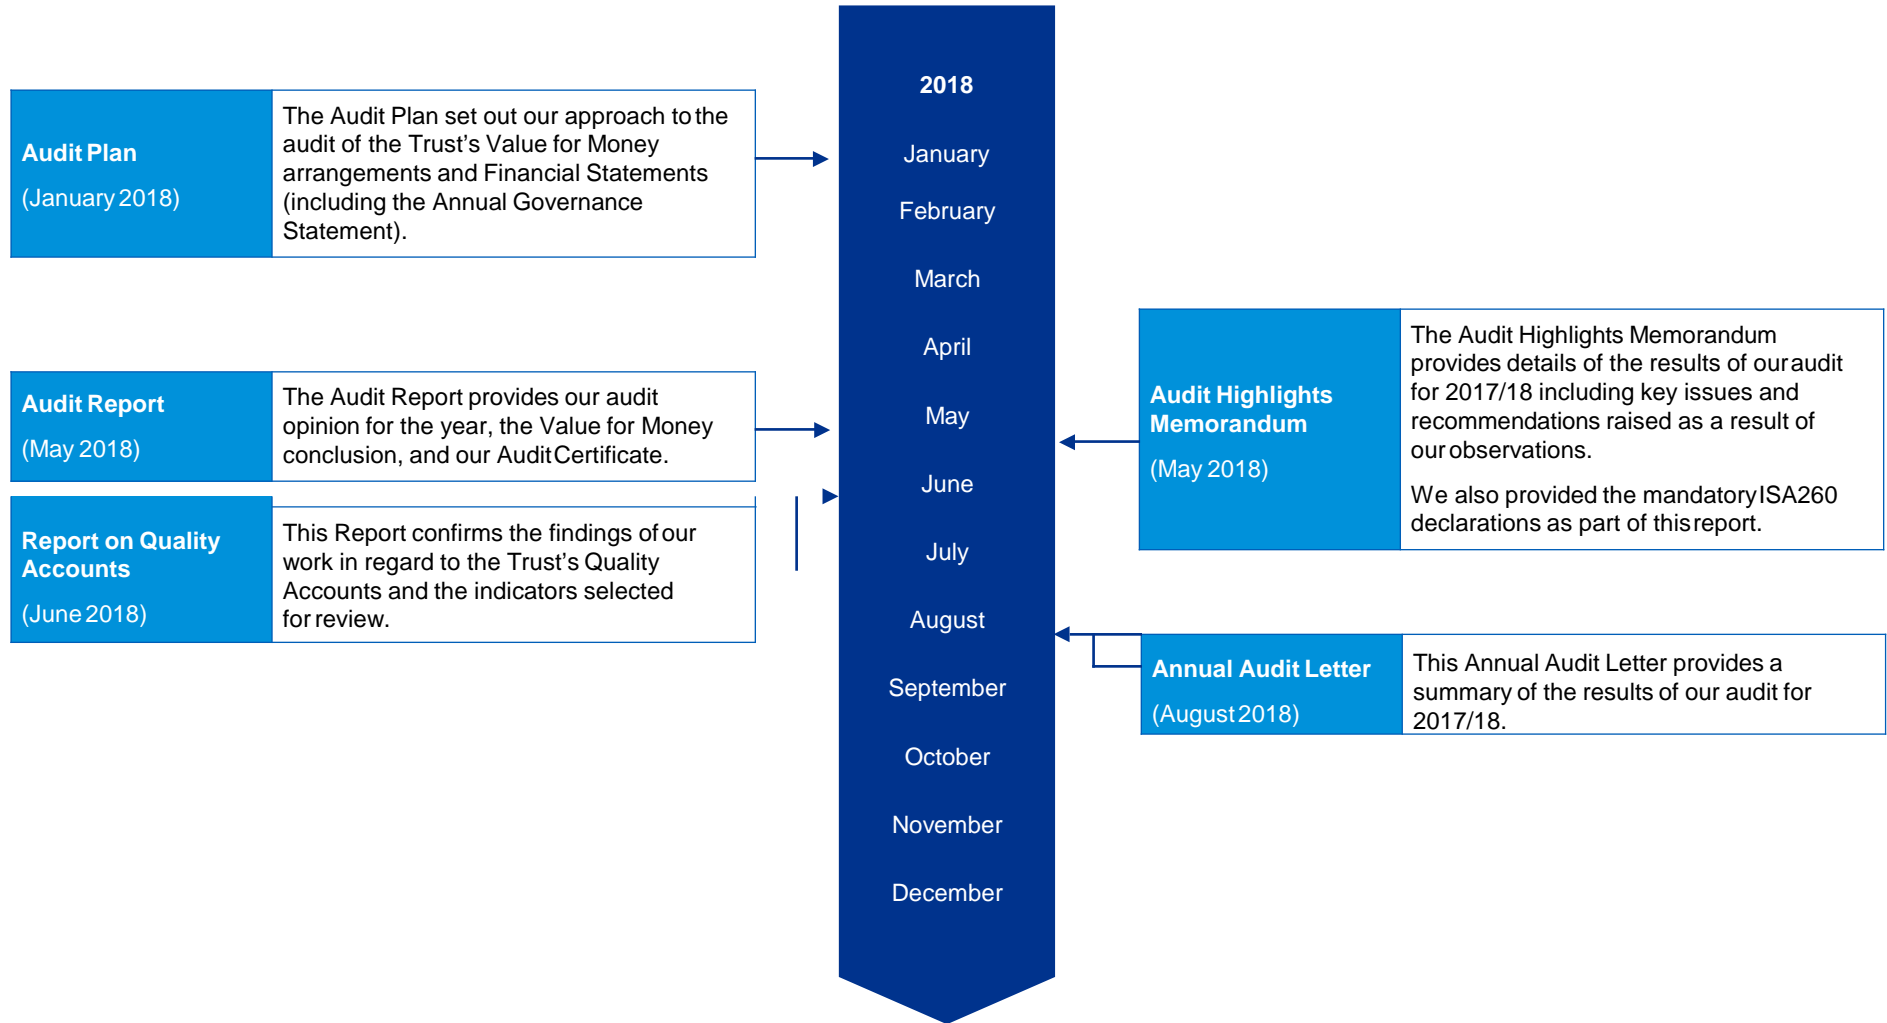 Audit Plan
(January 2018)
The Audit Plan set out our approach to the
audit of the Trust's Value for Money
arrangements and Financial Statements
(including the Annual Governance
Statement).
Audit Report
(May 2018)
The Audit Report provides our audit
opinion for the year, the Value for Money
conclusion, and our Audit Certificate.
Report on Quality
Accounts
(June 2018)
This Report confirms the findings of our
work in regard to the Trust's Quality
Accounts and the indicators selected
for review.
2018
January
February
March
April
May
June
July
August
September
October
November
December
Audit Highlights
Memorandum
(May 2018)
The Audit Highlights Memorandum
provides details of the results of our audit
for 2017/18 including key issues and
recommendations raised as a result of
our observations.
We also provided the mandatory ISA260
declarations as part of this report.
Annual Audit Letter
(August 2018)
This Annual Audit Letter provides a
summary of the results of our audit for
2017/18.